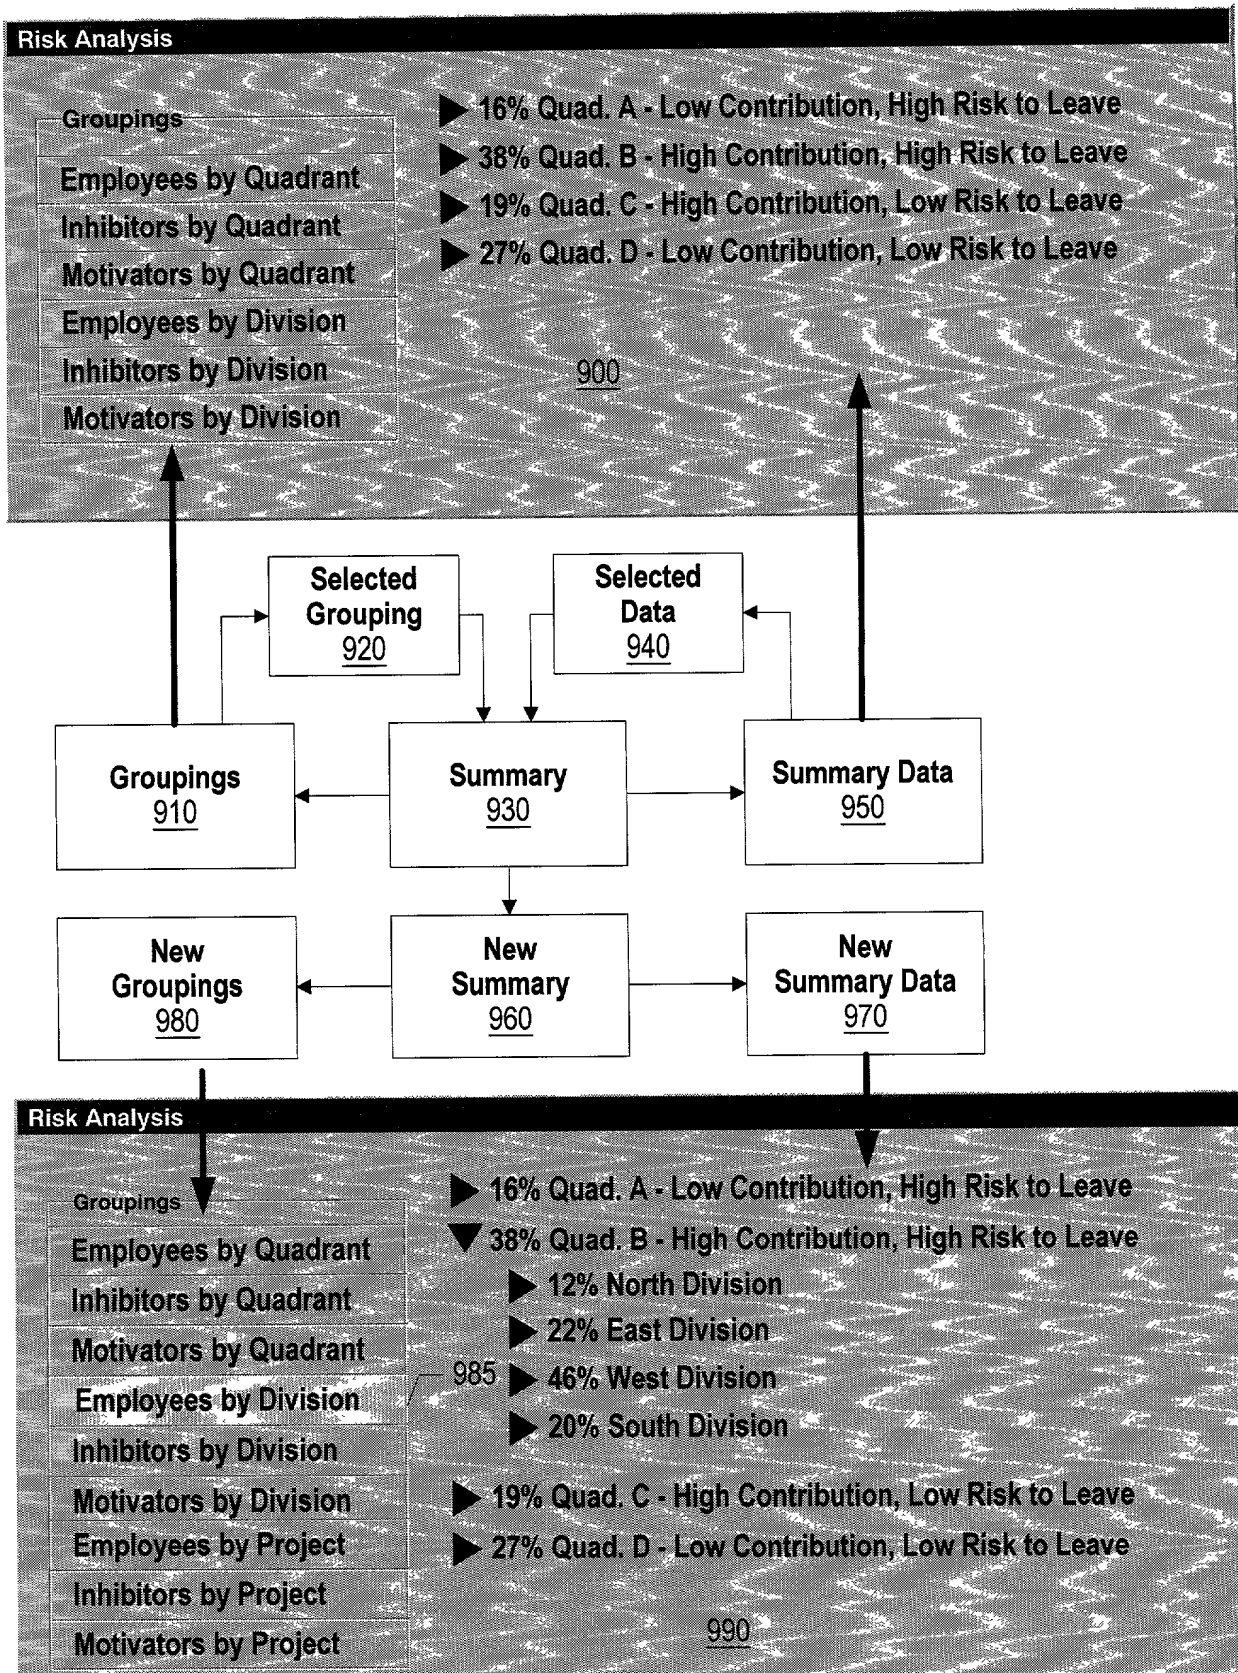 Risk Analysis
Groupings
Employees by Quadrant
Inhibitors by Quadrant
Motivators by Quadrant
Employees by Division
Inhibitors by Division
Motivators by Division
16% Quad. A - Low Contribution, High Risk to Leave
38% Quad. B - High Contribution, High Risk to Leave
19% Quad. C - High Contribution, Low Risk to Leave
27% Quad. D - Low Contribution, Low Risk to Leave
900
Selected
Grouping
920
Selected
Data
940
Groupings
910
Summary
930
Summary Data
950
New
Groupings
980
New
Summary
960
New
Summary Data
970
Risk Analysis
Groupings
Employees by Quadrant
Inhibitors by Quadrant
Motivators by Quadrant
Employees by Division
Inhibitors by Division
Motivators by Division
Employees by Project
Inhibitors by Project
Motivators by Project
985
16% Quad. A - Low Contribution, High Risk to Leave
38% Quad. B - High Contribution, High Risk to Leave
12% North Division
22% East Division
46% West Division
20% South Division
19% Quad. C - High Contribution, Low Risk to Leave
27% Quad. D - Low Contribution, Low Risk to Leave
990